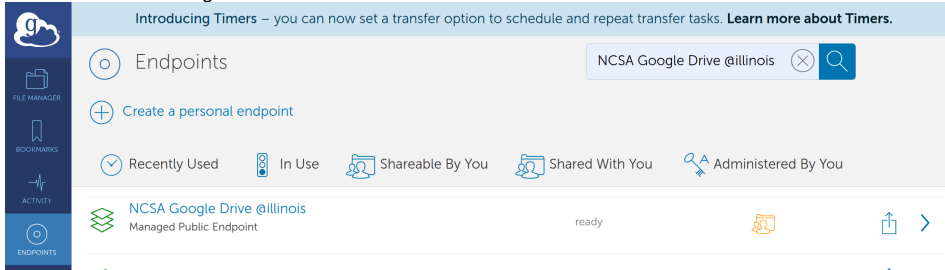 Introducing Timers – you can now set a transfer option to schedule and repeat transfer tasks. Learn more about Timers.
g
Endpoints
NCSA Google Drive @illinois
FILE MANAGER
Create a personal endpoint
BOOKMARKS
Recently Used
In Use
Shareable By You
Shared With You
Administered By You
ACTIVITY
NCSA Google Drive @illinois
Managed Public Endpoint
ready
ENDPOINTS